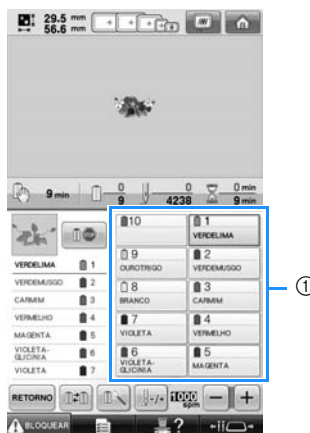 29.5 mm
56.6 mm
9 min
0
9
0
4238
0 min
9 min
10
1
VERDELIMA
9
OUROTRIGO
2
VERDEMUSGO
8
BRANCO
3
CARMIM
7
VIOLETA
4
VERMELHO
6
VIOLETA-
GLICINIA
5
MAGENTA
VERDELIMA 1
VERDEMUSGO 2
CARMIM 3
VERMELHO 4
MAGENTA 5
VIOLETA-
GLICINIA 6
VIOLETA 7
①
RETORNO
-/+
1000
spm
−
+
BLOQUEAR
?